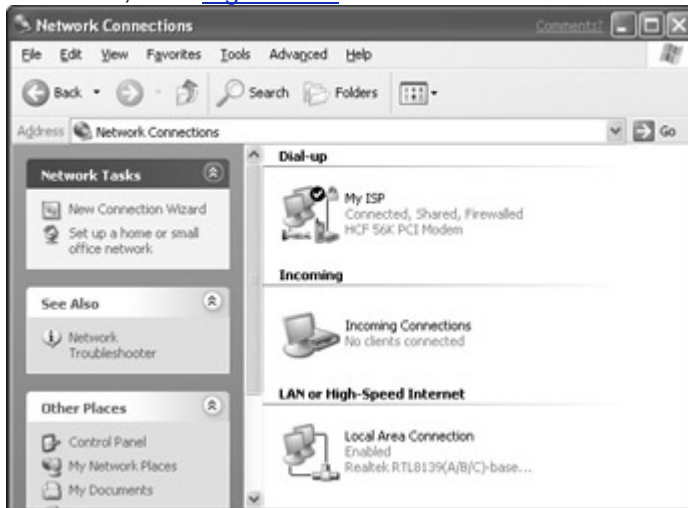 Network Connections
Comments?
File Edit View Favorites Tools Advanced Help
Back Search Folders
Address Network Connections Go
Network Tasks
New Connection Wizard
Set up a home or small
office network
See Also
Network
Troubleshooter
Other Places
Control Panel
My Network Places
My Documents
Dial-up
My ISP
Connected, Shared, Firewalled
HCF 56K PCI Modem
Incoming
Incoming Connections
No clients connected
LAN or High-Speed Internet
Local Area Connection
Enabled
Realtek RTL8139(A/B/C)-base...